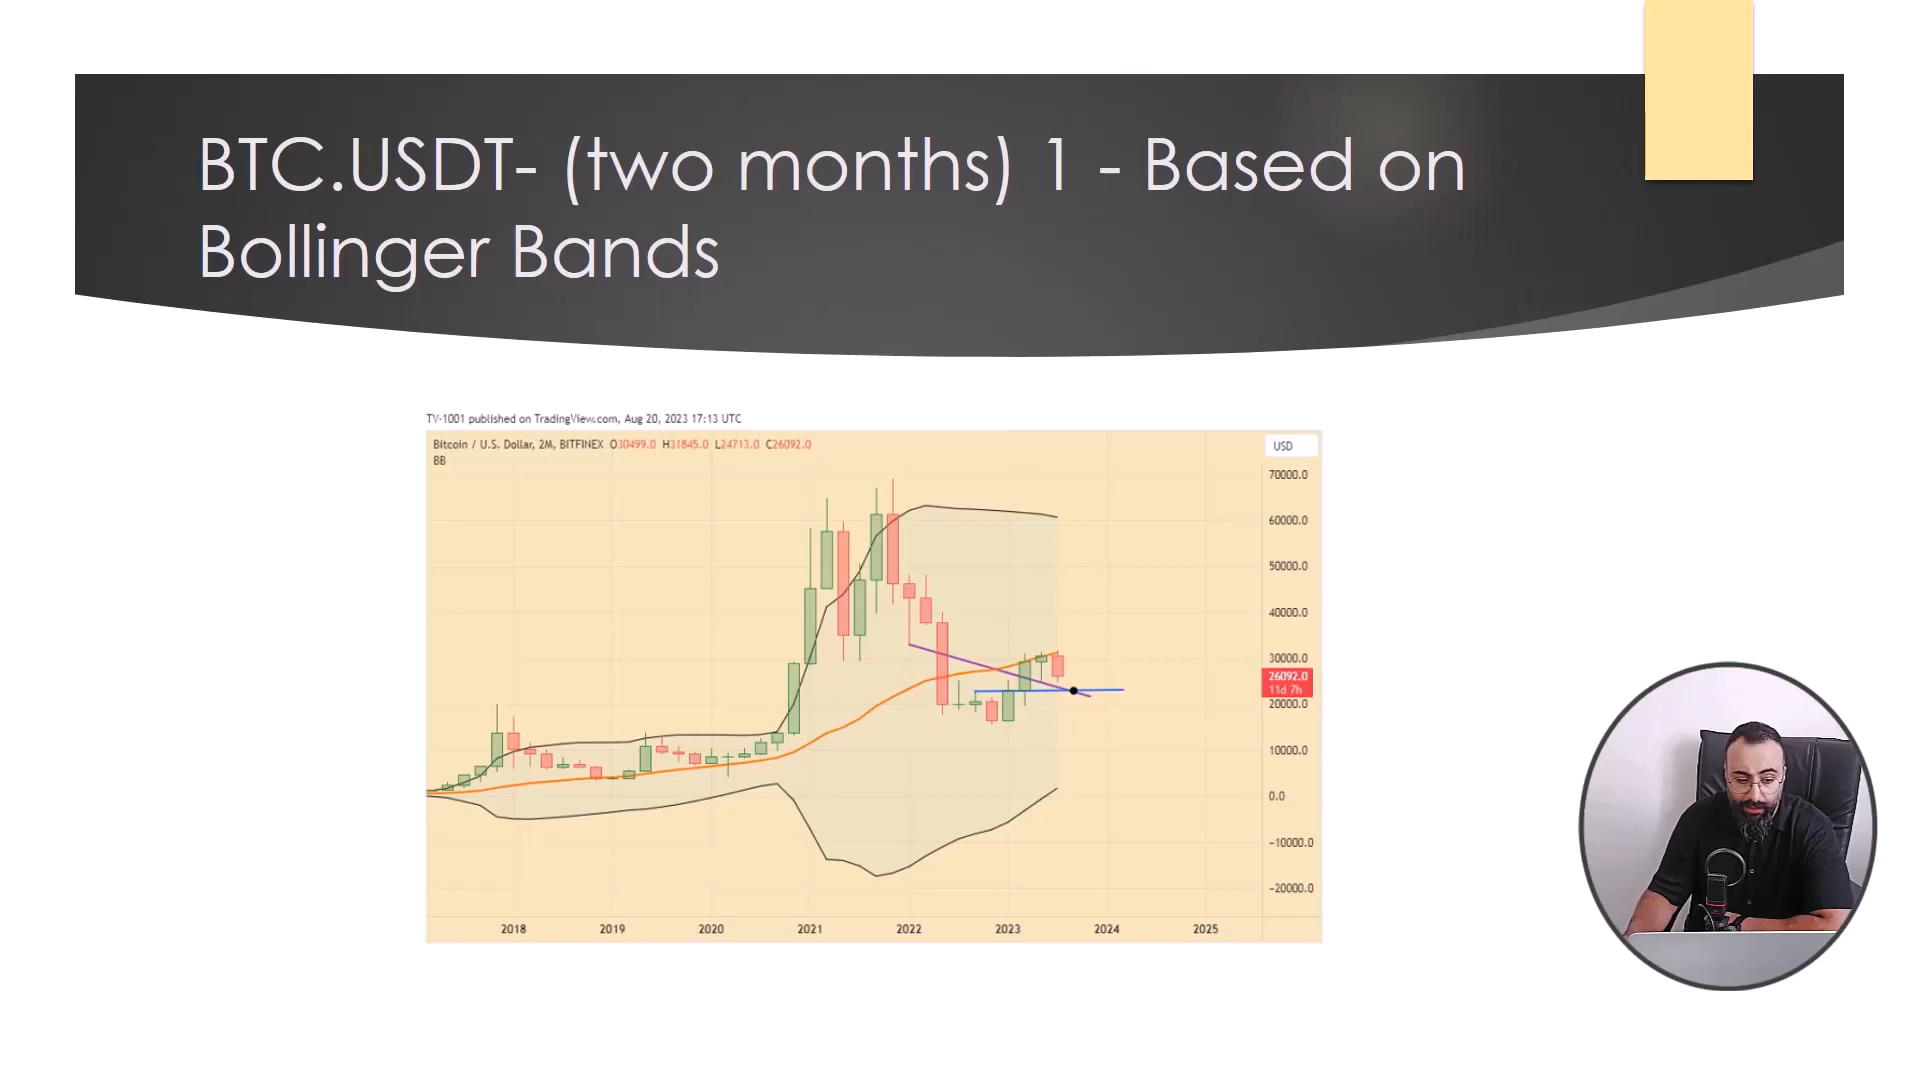 BTC.USDT- (two months) 1 - Based on
Bollinger Bands
TV-1001 published on TradingView.com, Aug 20, 2023 17:13 UTC
Bitcoin / U.S. Dollar, 2M, BITFINEX O30499.0 H31845.0 L24713.0 C26092.0
BB
USD
70000.0
60000.0
50000.0
40000.0
30000.0
26092.0
11d 7h
20000.0
10000.0
0.0
-10000.0
-20000.0
2018 2019 2020 2021 2022 2023 2024 2025